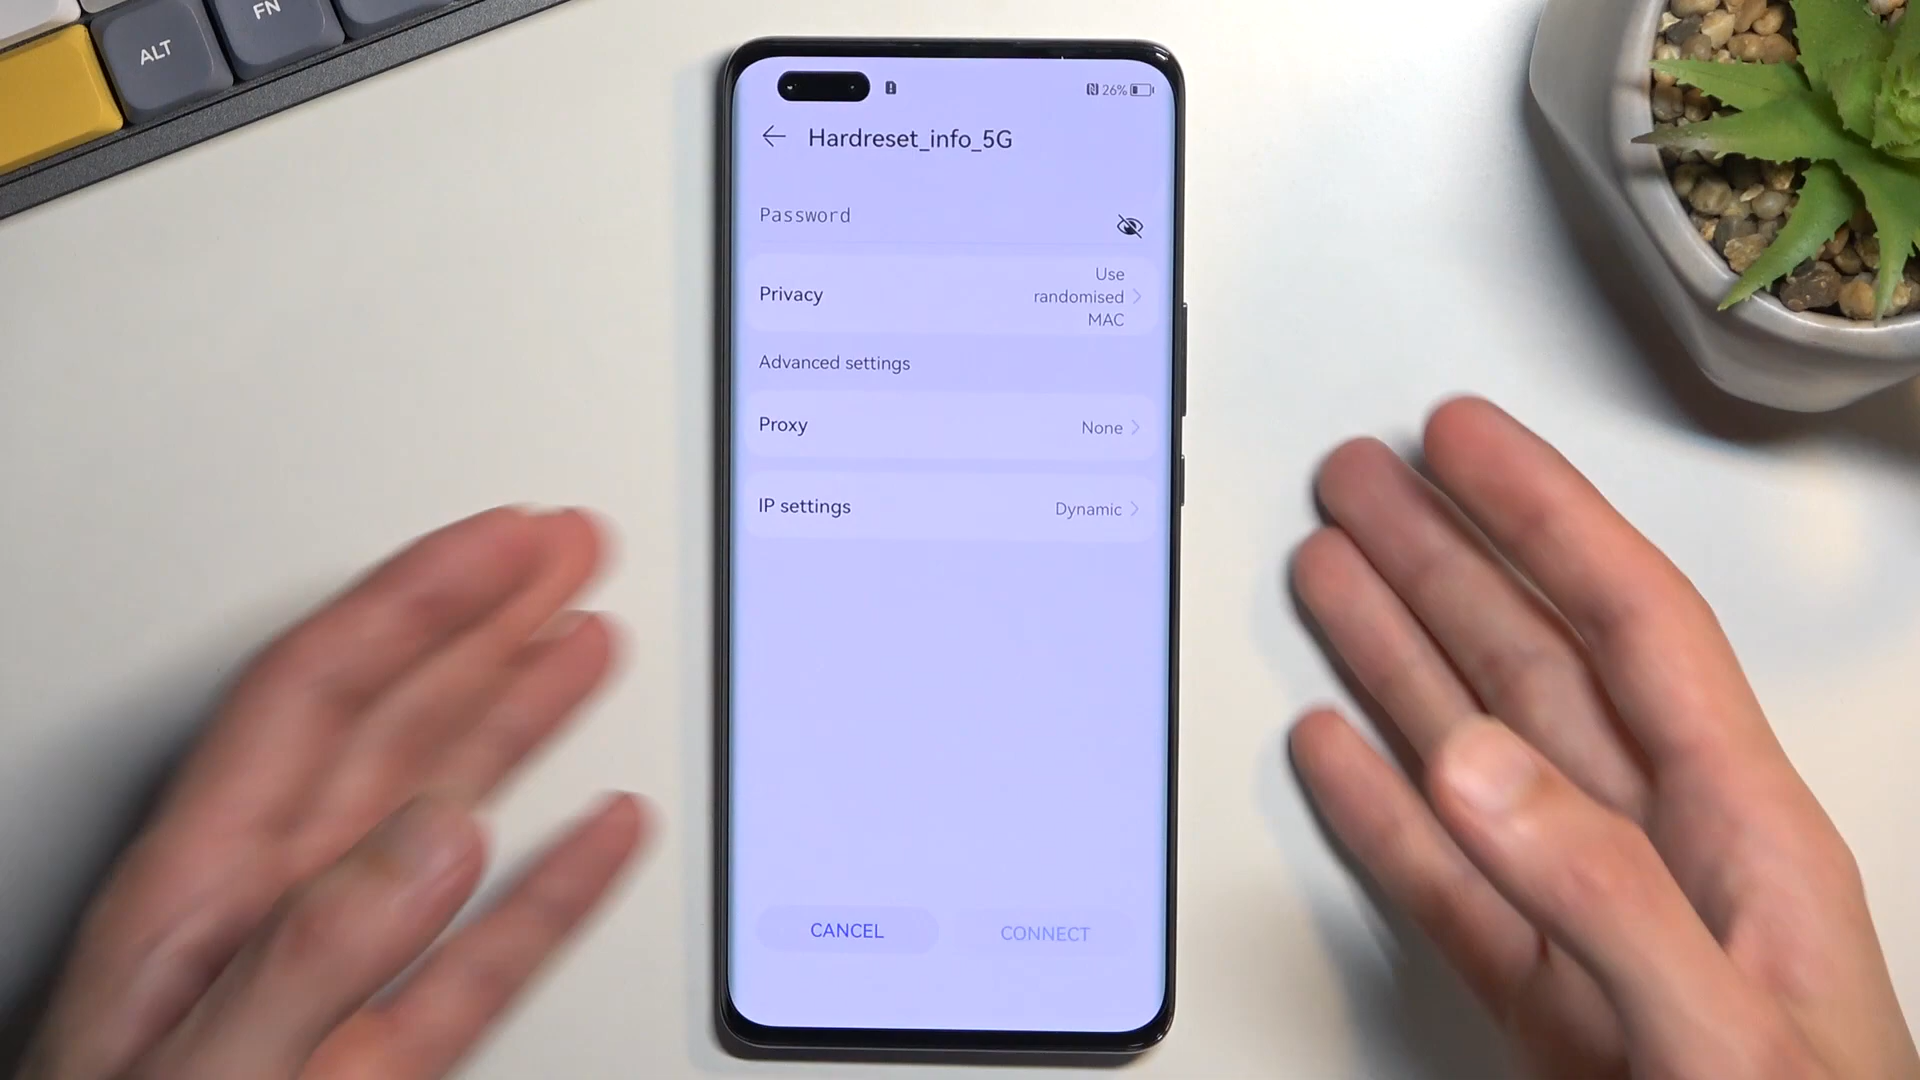 FN
ALT
26%
Hardreset_info_5G
Password
Privacy
Use
randomised
MAC
Advanced settings
Proxy
None
IP settings
Dynamic
CANCEL
CONNECT